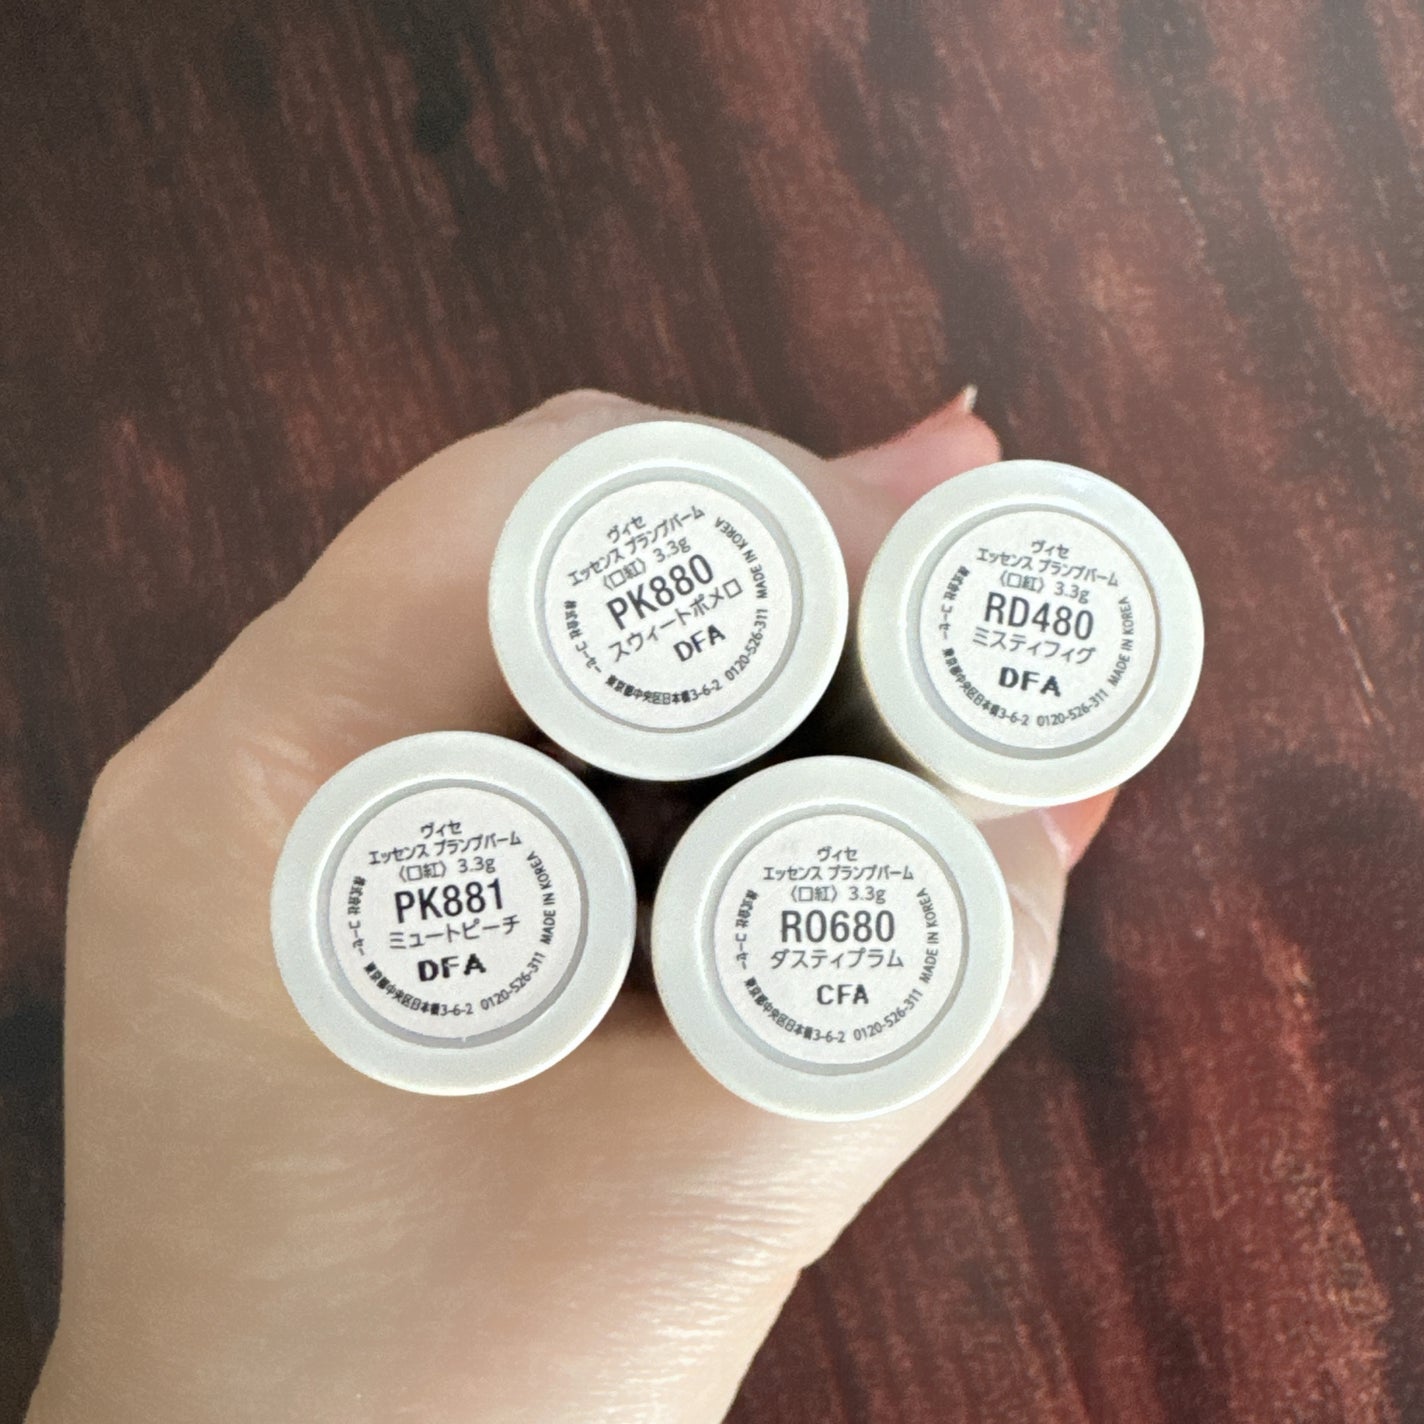 ヴィセ
エッセンス プランプバーム
〈口紅〉 3.3g
PK880
スウィートポメロ
DFA
株式会社 コーセー 東京都中央区日本橋3-6-2 0120-526-311 MADE IN KOREA
ヴィセ
エッセンス プランプバーム
〈口紅〉 3.3g
RD480
ミスティフィグ
DFA
株式会社 コーセー 東京都中央区日本橋3-6-2 0120-526-311 MADE IN KOREA
ヴィセ
エッセンス プランプバーム
〈口紅〉 3.3g
PK881
ミュートピーチ
DFA
株式会社 コーセー 東京都中央区日本橋3-6-2 0120-526-311 MADE IN KOREA
ヴィセ
エッセンス プランプバーム
〈口紅〉 3.3g
RO680
ダスティプラム
CFA
株式会社 コーセー 東京都中央区日本橋3-6-2 0120-526-311 MADE IN KOREA